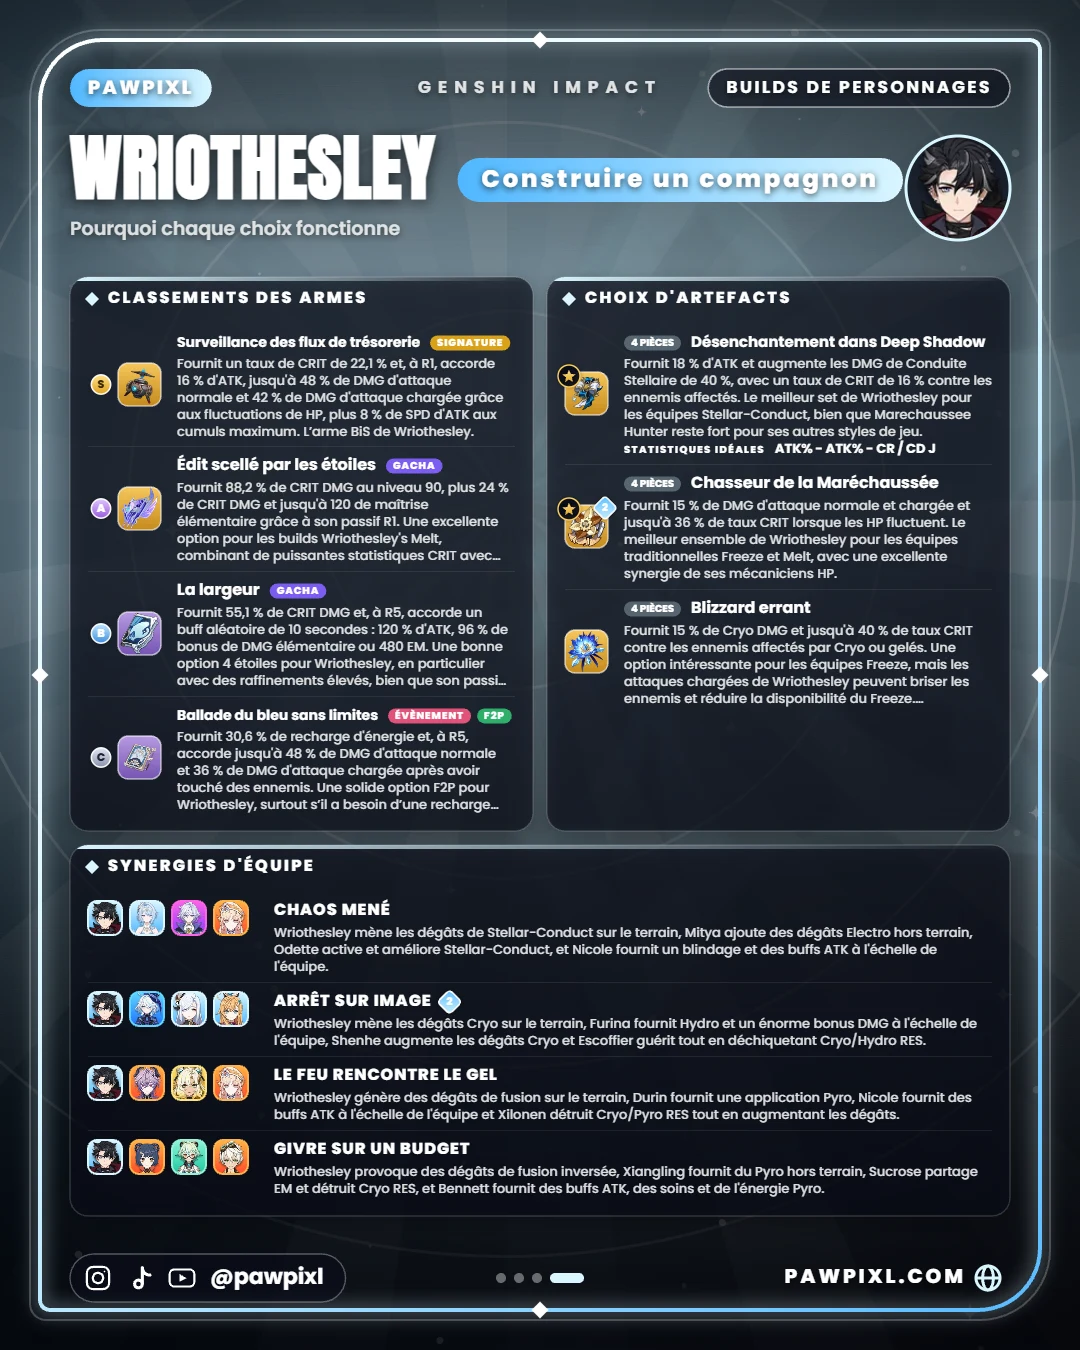 PAWPIXL
GENSHIN IMPACT
BUILDS DE PERSONNAGES
WRIOTHESLEY
Construire un compagnon
Pourquoi chaque choix fonctionne
CLASSEMENTS DES ARMES
Surveillance des flux de trésorerie SIGNATURE
S
Fournit un taux de CRIT de 22,1 % et, à R1, accorde
16 % d'ATK, jusqu'à 48 % de DMG d'attaque
normale et 42 % de DMG d'attaque chargée grâce
aux fluctuations de HP, plus 8 % de SPD d'ATK aux
cumuls maximum. L'arme BiS de Wriothesley.
Édit scellé par les étoiles GACHA
A
Fournit 88,2 % de CRIT DMG au niveau 90, plus 24 %
de CRIT DMG et jusqu'à 120 de maîtrise
élémentaire grâce à son passif R1. Une excellente
option pour les builds Wriothesley's Melt,
combinant de puissantes statistiques CRIT avec...
La largeur GACHA
B
Fournit 55,1 % de CRIT DMG et, à R5, accorde un
buff aléatoire de 10 secondes : 120 % d'ATK, 96 % de
bonus de DMG élémentaire ou 480 EM. Une bonne
option 4 étoiles pour Wriothesley, en particulier
avec des raffinements élevés, bien que son passi...
Ballade du bleu sans limites ÉVÈNEMENT F2P
C
Fournit 30,6 % de recharge d'énergie et, à R5,
accorde jusqu'à 48 % de DMG d'attaque normale
et 36 % de DMG d'attaque chargée après avoir
touché des ennemis. Une solide option F2P pour
Wriothesley, surtout s'il a besoin d'une recharge...
CHOIX D'ARTEFACTS
4 PIÈCES Désenchantement dans Deep Shadow
Fournit 18 % d'ATK et augmente les DMG de Conduite
Stellaire de 40 %, avec un taux de CRIT de 16 % contre les
ennemis affectés. Le meilleur set de Wriothesley pour
les équipes Stellar-Conduct, bien que Marechaussee
Hunter reste fort pour ses autres styles de jeu.
STATISTIQUES IDÉALES ATK% - ATK% - CR / CD J
4 PIÈCES Chasseur de la Maréchaussée
2
Fournit 15 % de DMG d'attaque normale et chargée et
jusqu'à 36 % de taux CRIT lorsque les HP fluctuent. Le
meilleur ensemble de Wriothesley pour les équipes
traditionnelles Freeze et Melt, avec une excellente
synergie de ses mécaniciens HP.
4 PIÈCES Blizzard errant
Fournit 15 % de Cryo DMG et jusqu'à 40 % de taux CRIT
contre les ennemis affectés par Cryo ou gelés. Une
option intéressante pour les équipes Freeze, mais les
attaques chargées de Wriothesley peuvent briser les
ennemis et réduire la disponibilité du Freeze....
SYNERGIES D'ÉQUIPE
CHAOS MENÉ
Wriothesley mène les dégâts de Stellar-Conduct sur le terrain, Mitya ajoute des dégâts Electro hors terrain,
Odette active et améliore Stellar-Conduct, et Nicole fournit un blindage et des buffs ATK à l'échelle de
l'équipe.
ARRÊT SUR IMAGE 2
Wriothesley mène les dégâts Cryo sur le terrain, Furina fournit Hydro et un énorme bonus DMG à l'échelle de
l'équipe, Shenhe augmente les dégâts Cryo et Escoffier guérit tout en déchiquetant Cryo/Hydro RES.
LE FEU RENCONTRE LE GEL
Wriothesley génère des dégâts de fusion sur le terrain, Durin fournit une application Pyro, Nicole fournit des
buffs ATK à l'échelle de l'équipe et Xilonen détruit Cryo/Pyro RES tout en augmentant les dégâts.
GIVRE SUR UN BUDGET
Wriothesley provoque des dégâts de fusion inversée, Xiangling fournit du Pyro hors terrain, Sucrose partage
EM et détruit Cryo RES, et Bennett fournit des buffs ATK, des soins et de l'énergie Pyro.
@pawpixl
PAWPIXL.COM